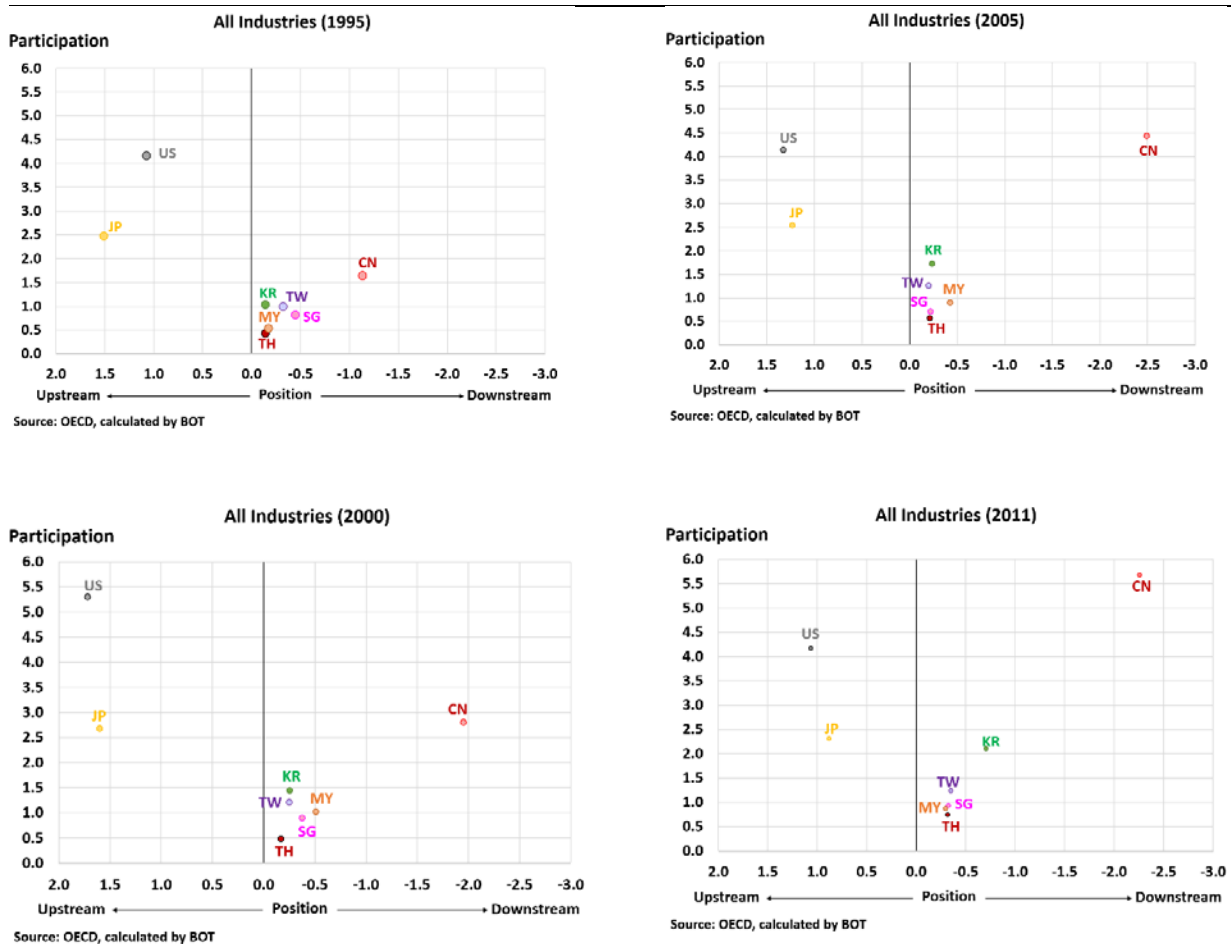 All Industries (1995)
Participation
6.0
5.5
5.0
4.5
4.0
3.5
3.0
2.5
2.0
1.5
1.0
0.5
0.0
US
JP
CN
KR
TW
MY
SG
TH
2.0 1.5 1.0 0.5 0.0 -0.5 -1.0 -1.5 -2.0 -2.5 -3.0
Upstream Position Downstream
Source: OECD, calculated by BOT
All Industries (2005)
Participation
6.0
5.5
5.0
4.5
4.0
3.5
3.0
2.5
2.0
1.5
1.0
0.5
0.0
US
CN
JP
KR
TW
MY
SG
TH
2.0 1.5 1.0 0.5 0.0 -0.5 -1.0 -1.5 -2.0 -2.5 -3.0
Upstream Position Downstream
Source: OECD, calculated by BOT
All Industries (2000)
Participation
6.0
5.5
5.0
4.5
4.0
3.5
3.0
2.5
2.0
1.5
1.0
0.5
0.0
US
JP
CN
KR
TW
MY
SG
TH
2.0 1.5 1.0 0.5 0.0 -0.5 -1.0 -1.5 -2.0 -2.5 -3.0
Upstream Position Downstream
Source: OECD, calculated by BOT
All Industries (2011)
Participation
6.0
5.5
5.0
4.5
4.0
3.5
3.0
2.5
2.0
1.5
1.0
0.5
0.0
CN
US
JP
KR
TW
MY
SG
TH
2.0 1.5 1.0 0.5 0.0 -0.5 -1.0 -1.5 -2.0 -2.5 -3.0
Upstream Position Downstream
Source: OECD, calculated by BOT